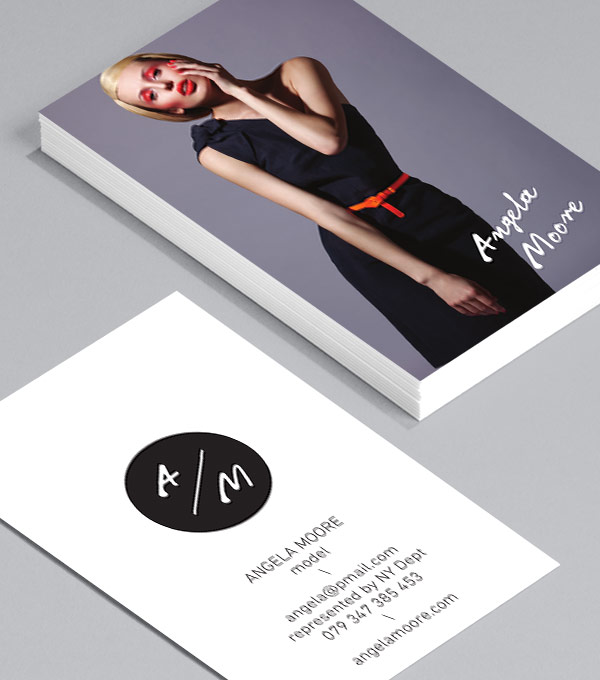 Angela
Moore
A/M
ANGELA MOORE
model
\
angela@pmail.com
represented by NY Dept
079 347 385 453
\
angelamoore.com